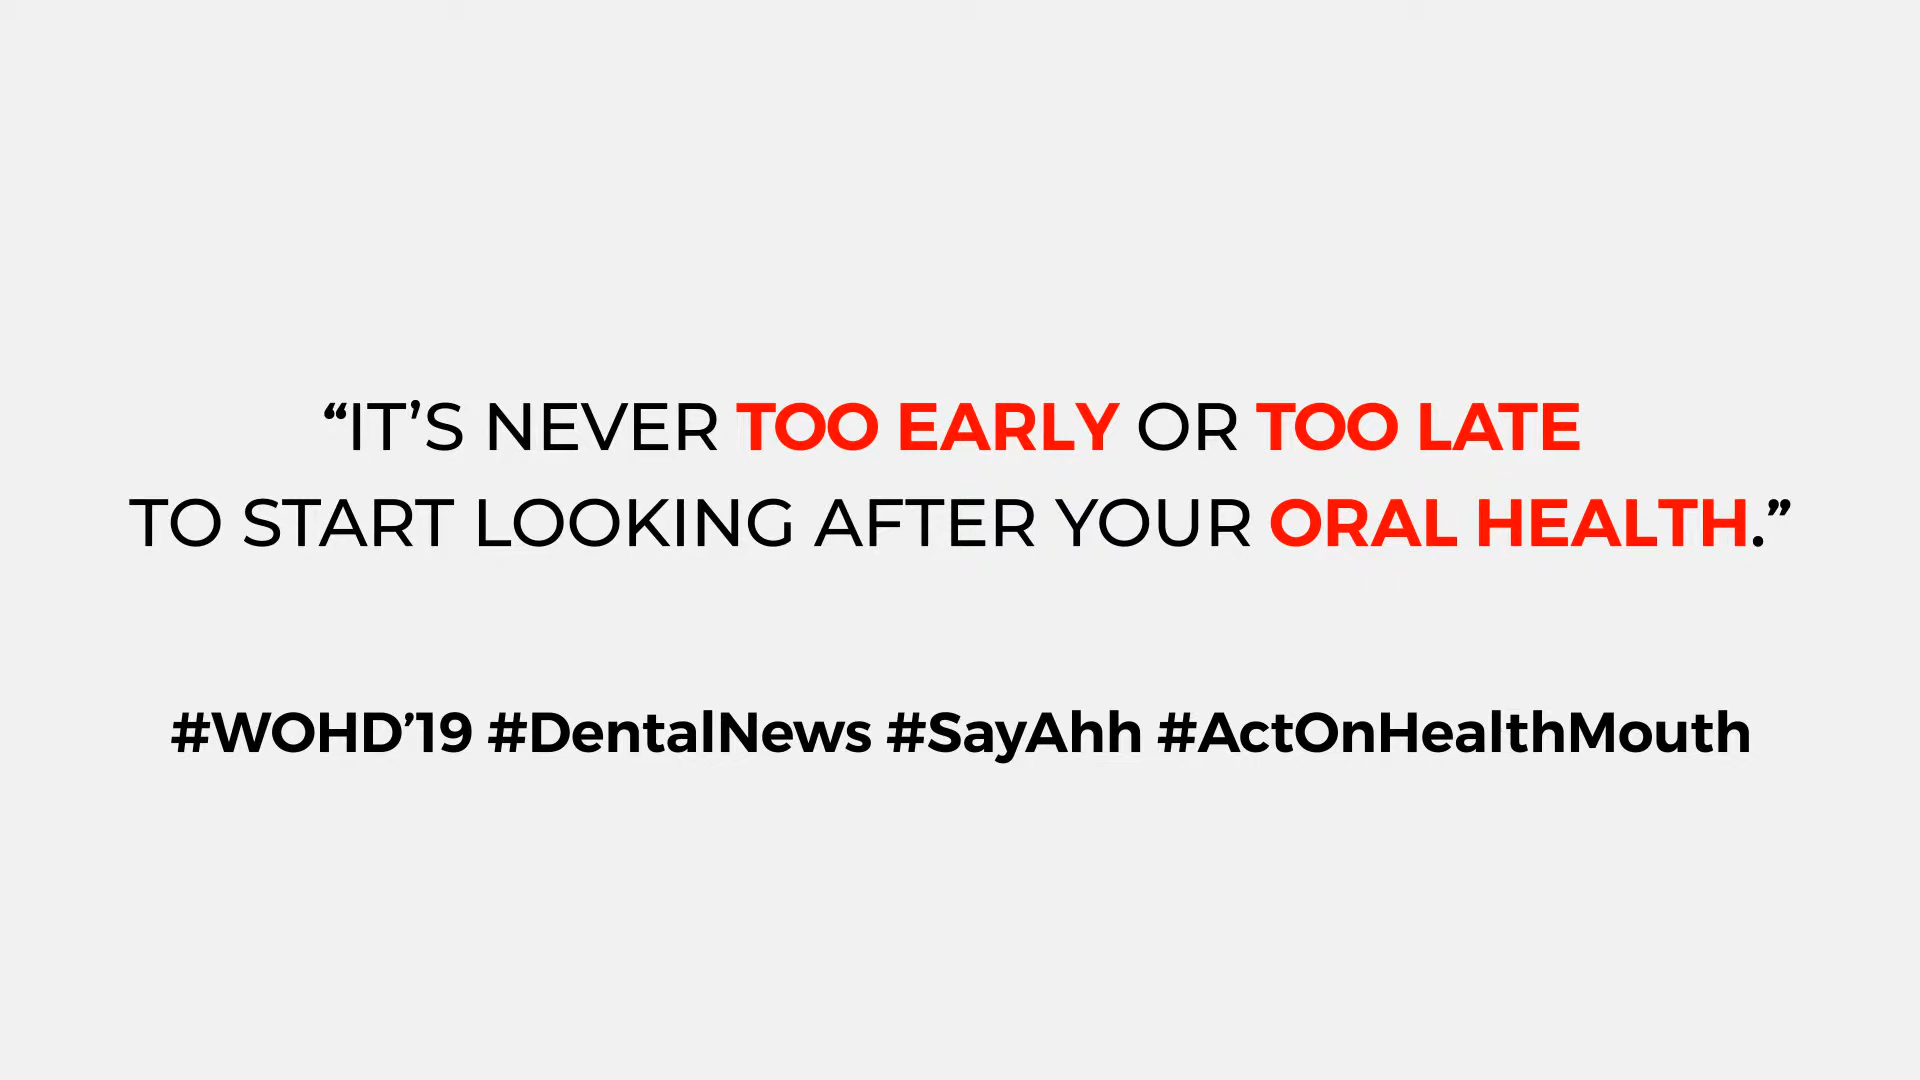 “IT’S NEVER TOO EARLY OR TOO LATE
TO START LOOKING AFTER YOUR ORAL HEALTH.”
#WOHD’19 #DentalNews #SayAhh #ActOnHealthMouth